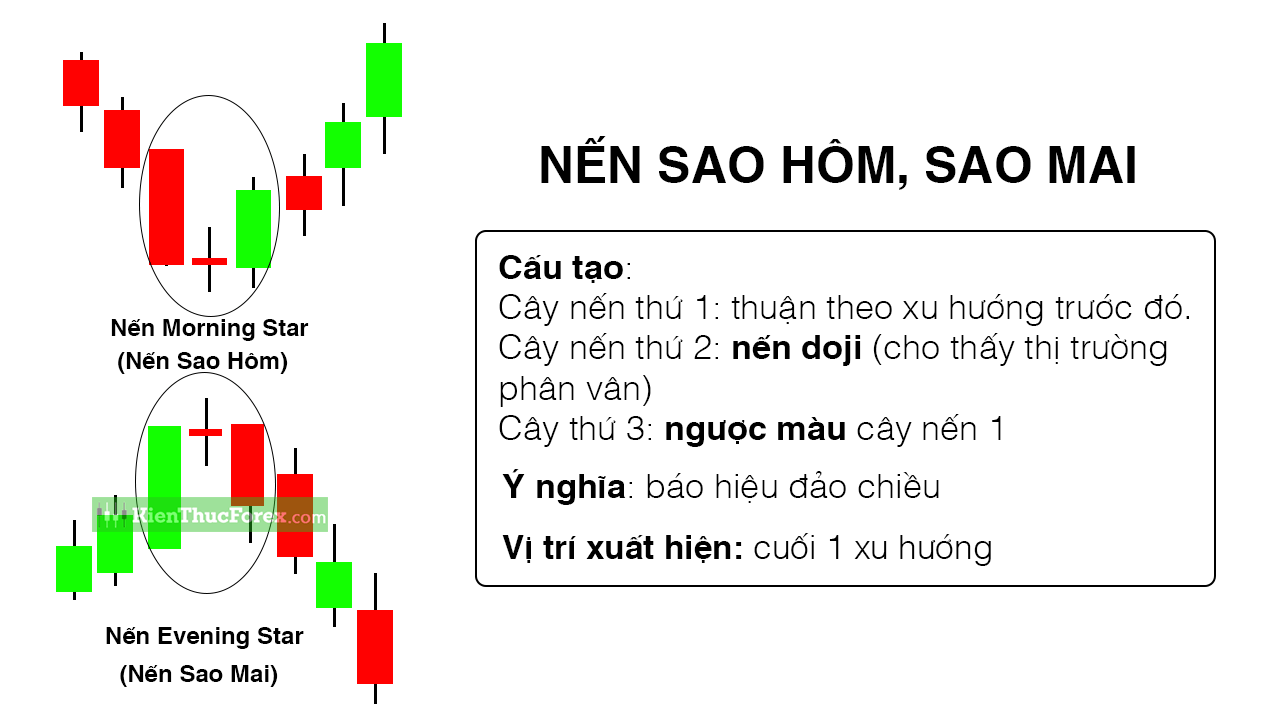 NẾN SAO HÔM, SAO MAI
Nến Morning Star
(Nến Sao Hôm)
KienThucForex.com
Nến Evening Star
(Nến Sao Mai)
Cấu tạo:
Cây nến thứ 1: thuận theo xu hướng trước đó.
Cây nến thứ 2: nến doji (cho thấy thị trường
phân vân)
Cây thứ 3: ngược màu cây nến 1
Ý nghĩa: báo hiệu đảo chiều
Vị trí xuất hiện: cuối 1 xu hướng